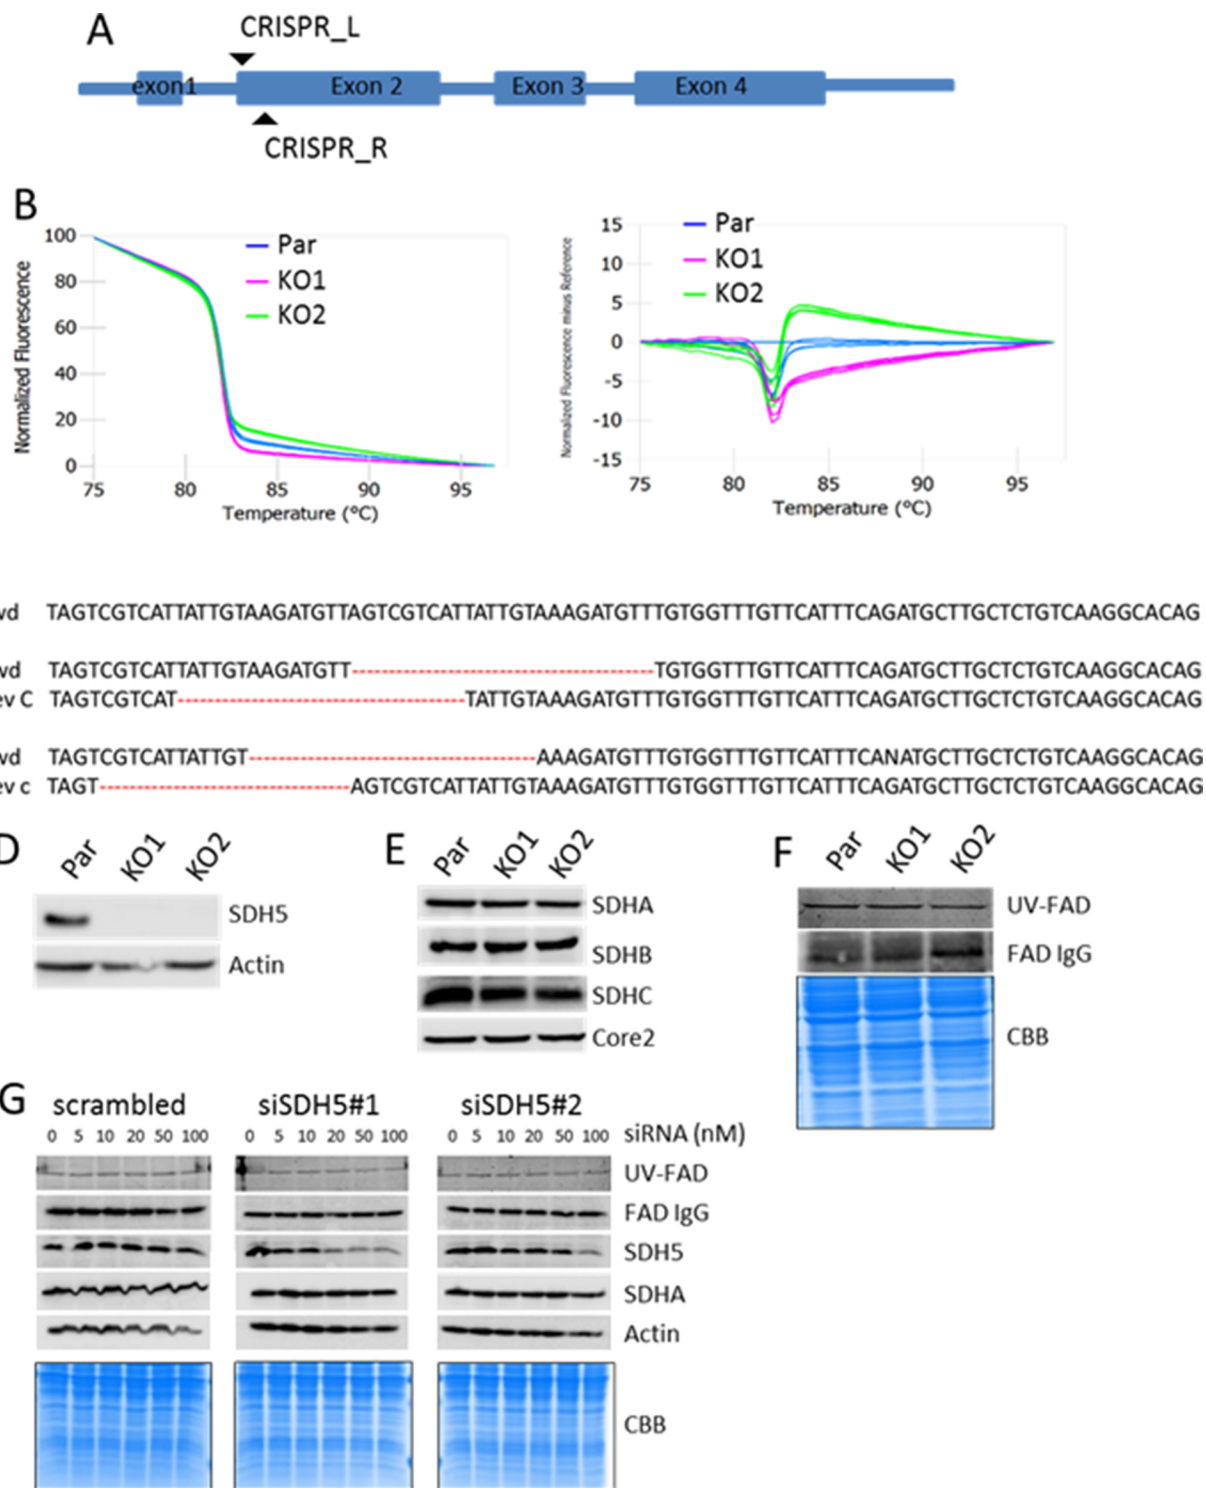 A
CRISPR_L
exon1 Exon 2 Exon 3 Exon 4
CRISPR_R
B
Normalized Fluorescence
100
80
60
40
20
0
75 80 85 90 95
Temperature (°C)
Par
KO1
KO2
Normalized Fluorescence minus Reference
15
10
5
0
-5
-10
-15
75 80 85 90 95
Temperature (°C)
Par
KO1
KO2
vd TAGTCGTCATTATTGTAAGATGTTAGTCGTCATTATTGTAAAGATGTTTGTGGTTTGTTCATTTCAGATGCTTGCTCTGTCAAGGCACAG
vd TAGTCGTCATTATTGTAAGATGTT------------------------TGTGGTTTGTTCATTTCAGATGCTTGCTCTGTCAAGGCACAG
ev C TAGTCGTCAT-----------------------TATTGTAAAGATGTTTGTGGTTTGTTCATTTCAGATGCTTGCTCTGTCAAGGCACAG
vd TAGTCGTCATTATTGT-----------------------AAAGATGTTTGTGGTTTGTTCATTTCANATGCTTGCTCTGTCAAGGCACAG
ev c TAGT--------------------AGTCGTCATTATTGTAAAGATGTTTGTGGTTTGTTCATTTCAGATGCTTGCTCTGTCAAGGCACAG
D
Par KO1 KO2
SDH5
Actin
E
Par KO1 KO2
SDHA
SDHB
SDHC
Core2
F
Par KO1 KO2
UV-FAD
FAD IgG
CBB
G
scrambled siSDH5#1 siSDH5#2
0 5 10 20 50 100 0 5 10 20 50 100 0 5 10 20 50 100 siRNA (nM)
UV-FAD
FAD IgG
SDH5
SDHA
Actin
CBB